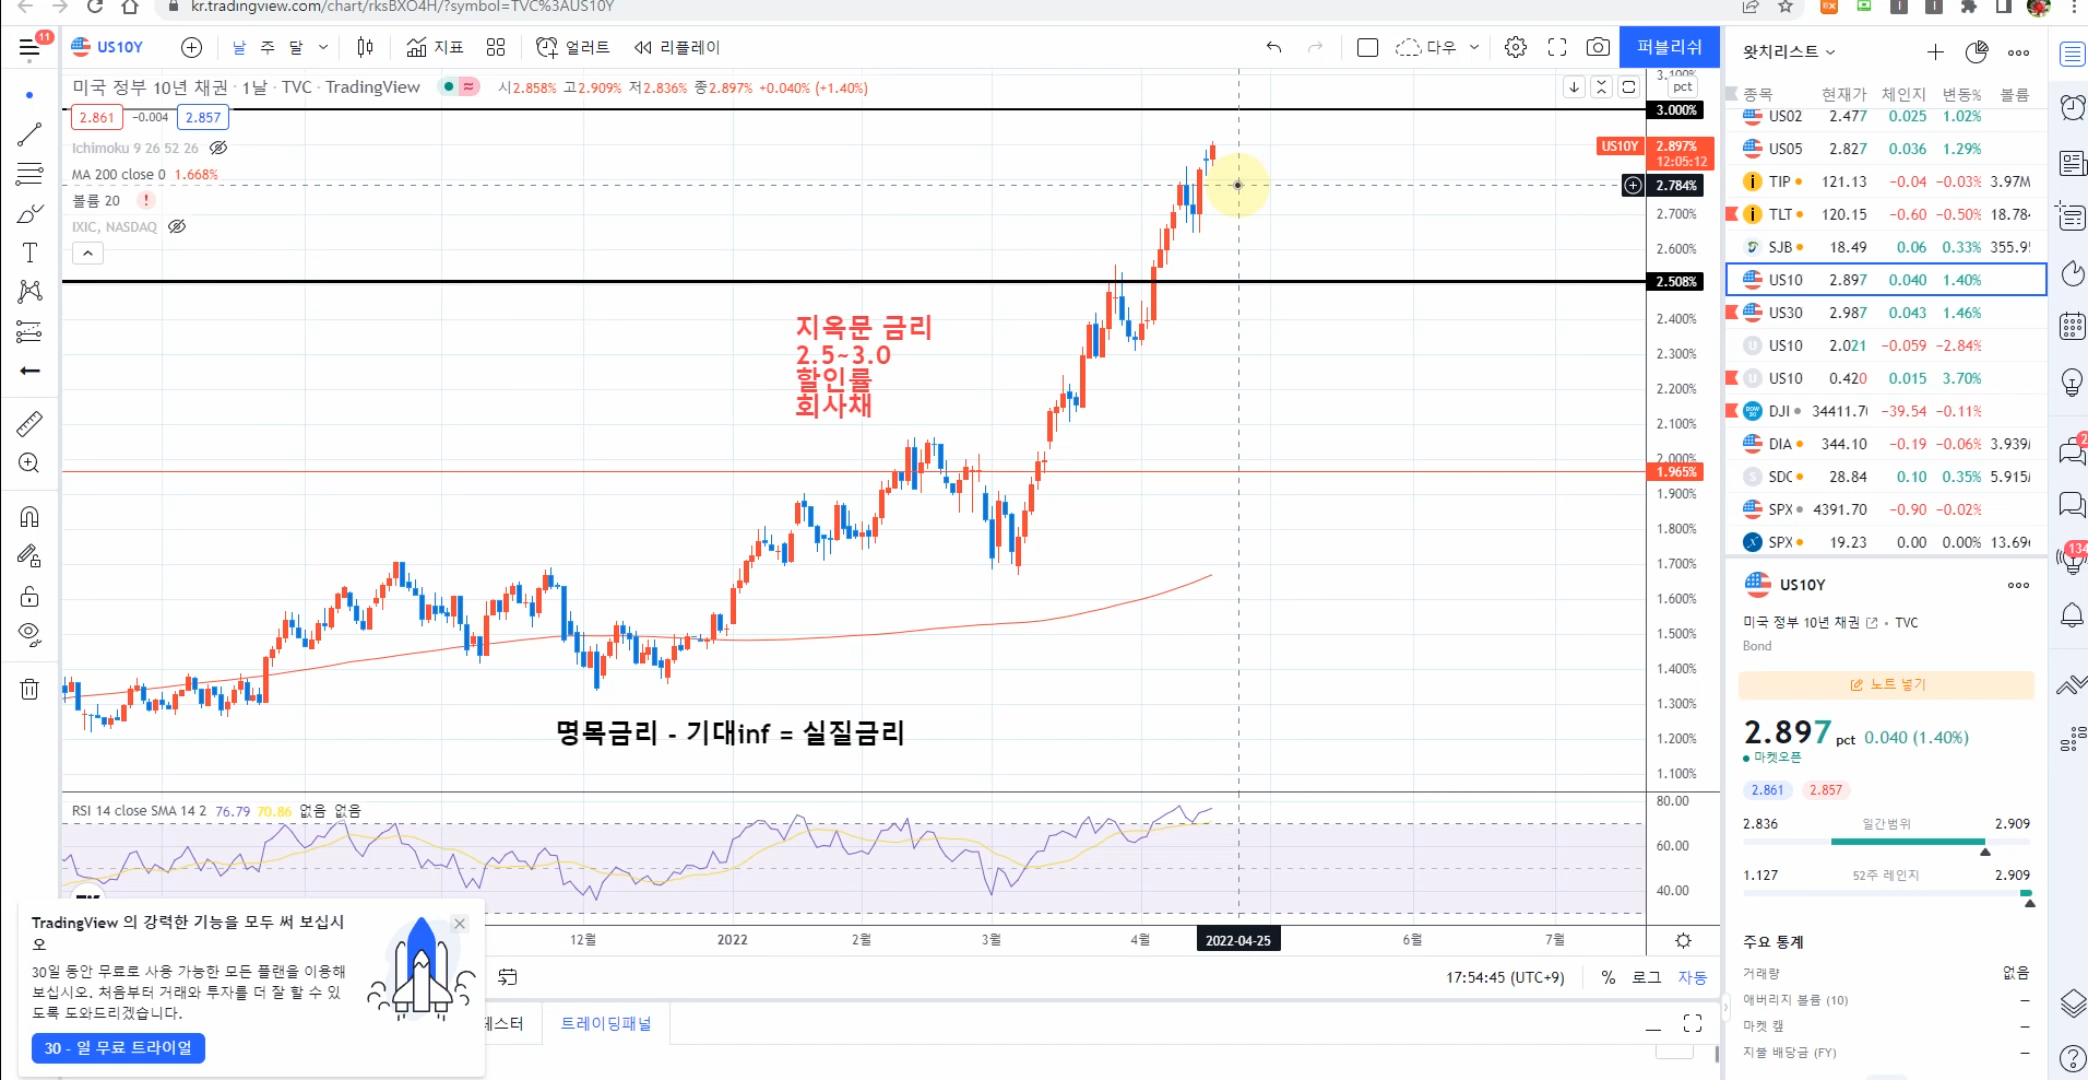 kr.tradingview.com/chart/rksBXO4H/?symbol=TVC%3AUS10Y
11
US10Y
날 주 달
지표
얼러트
리플레이
다우
퍼블리쉬
미국 정부 10년 채권 · 1날 · TVC · TradingView
시2.858% 고2.909% 저2.836% 종2.897% +0.040% (+1.40%)
2.861 -0.004 2.857
Ichimoku 9 26 52 26
MA 200 close 0 1.668%
볼륨 20 !
IXIC, NASDAQ
지옥문 금리
2.5~3.0
할인률
회사채
명목금리 - 기대inf = 실질금리
3.100%
pct
3.000%
US10Y 2.897%
12:05:12
2.784%
2.700%
2.600%
2.508%
2.400%
2.300%
2.200%
2.100%
2.000%
1.965%
1.900%
1.800%
1.700%
1.600%
1.500%
1.400%
1.300%
1.200%
1.100%
RSI 14 close SMA 14 2 76.79 70.86 없음 없음
80.00
60.00
40.00
12월 2022 2월 3월 4월 2022-04-25 6월 7월
17:54:45 (UTC+9) % 로그 자동
테스터 트레이딩패널
TradingView 의 강력한 기능을 모두 써 보십시
오
30일 동안 무료로 사용 가능한 모든 플랜을 이용해
보십시오. 처음부터 거래와 투자를 더 잘 할 수 있
도록 도와드리겠습니다.
30 - 일 무료 트라이얼
왓치리스트
종목 현재가 체인지 변동% 볼륨
US02 2.477 0.025 1.02%
US05 2.827 0.036 1.29%
TIP 121.13 -0.04 -0.03% 3.97M
TLT 120.15 -0.60 -0.50% 18.78
SJB 18.49 0.06 0.33% 355.9
US10 2.897 0.040 1.40%
US30 2.987 0.043 1.46%
US10 2.021 -0.059 -2.84%
US10 0.420 0.015 3.70%
DJI 34411.7 -39.54 -0.11%
DIA 344.10 -0.19 -0.06% 3.939
SDC 28.84 0.10 0.35% 5.915
SPX 4391.70 -0.90 -0.02%
SPX 19.23 0.00 0.00% 13.69
US10Y
미국 정부 10년 채권 • TVC
Bond
노트 넣기
2.897 pct 0.040 (1.40%)
마켓오픈
2.861 2.857
2.836 일간범위 2.909
1.127 52주 레인지 2.909
주요 통계
거래량 없음
애버리지 볼륨 (10) –
마켓 캪 –
지불 배당금 (FY) –
134